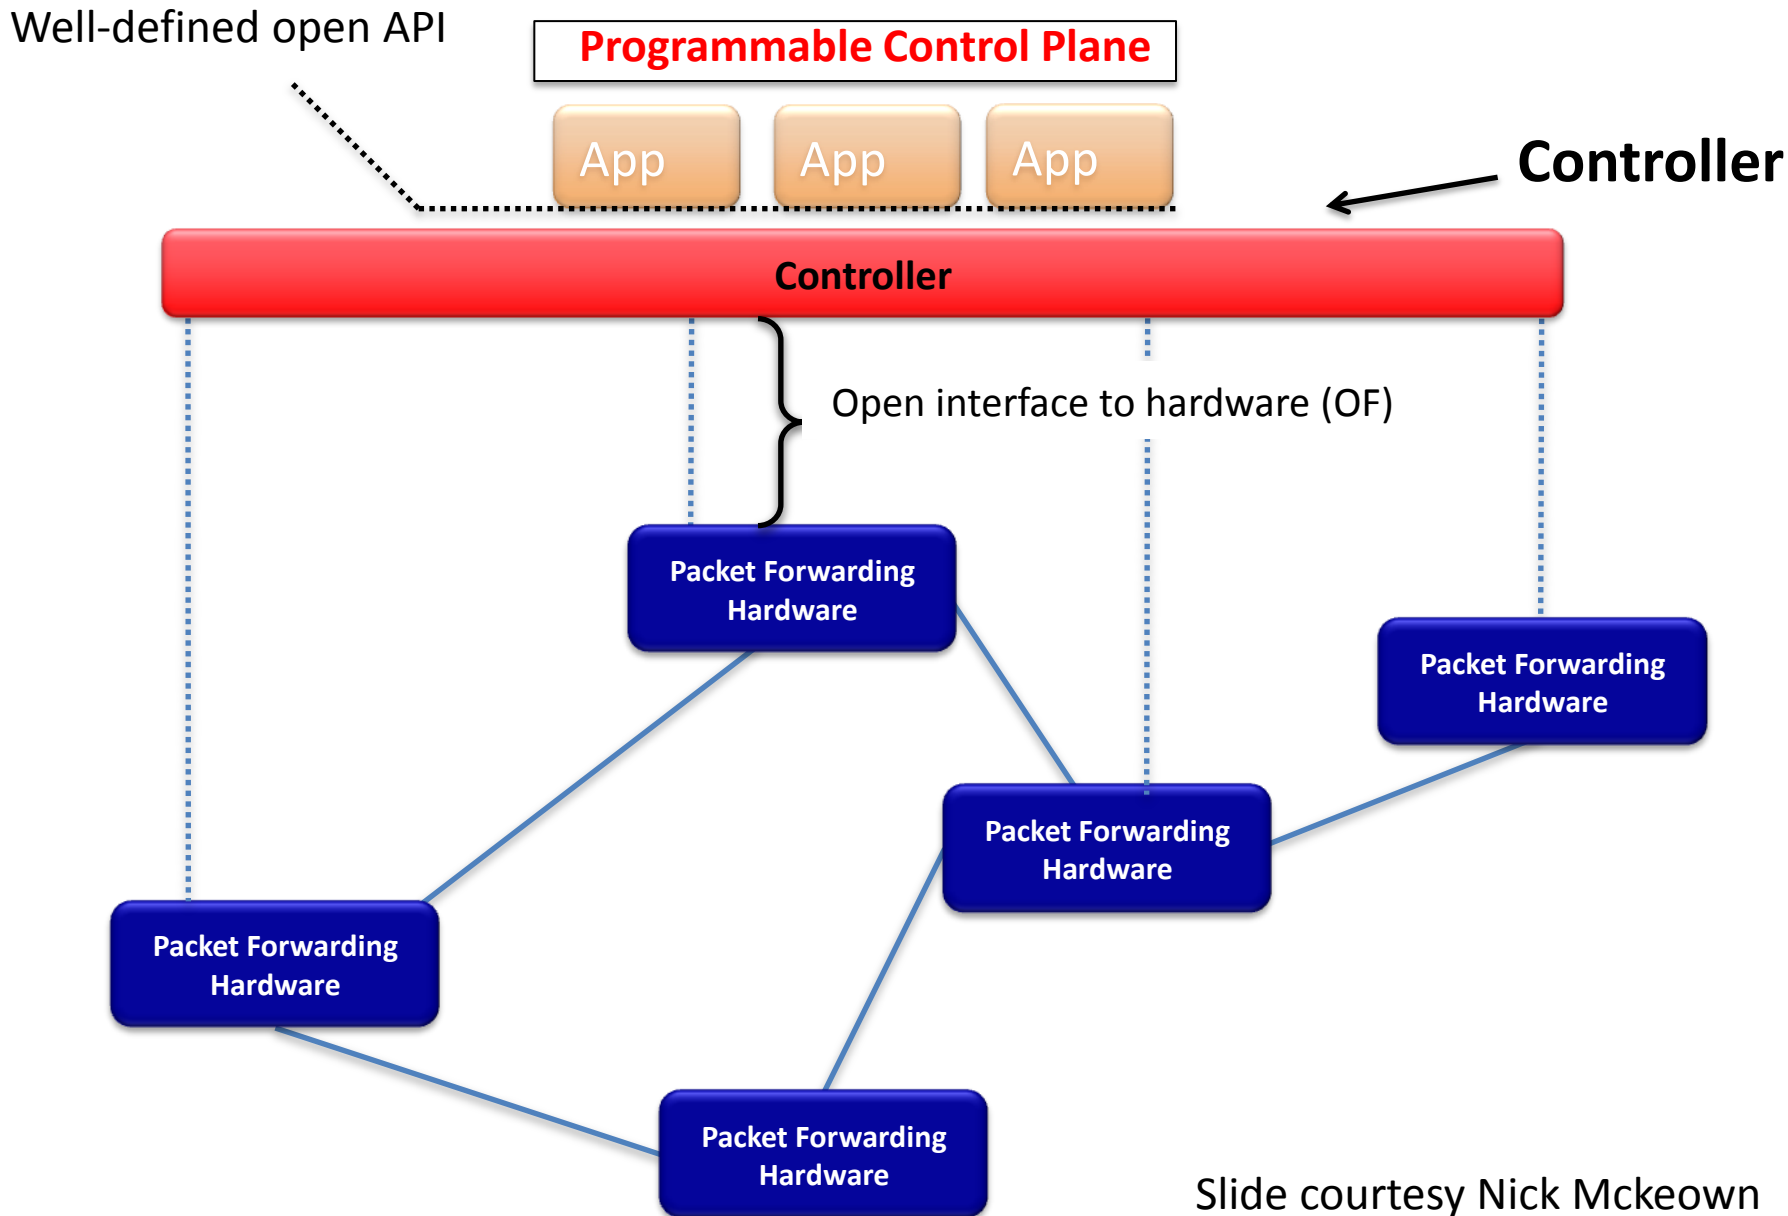 Well-defined open API
Programmable Control Plane
App
App
App
Controller
Controller
Open interface to hardware (OF)
Packet Forwarding
Hardware
Packet Forwarding
Hardware
Packet Forwarding
Hardware
Packet Forwarding
Hardware
Packet Forwarding
Hardware
Slide courtesy Nick Mckeown